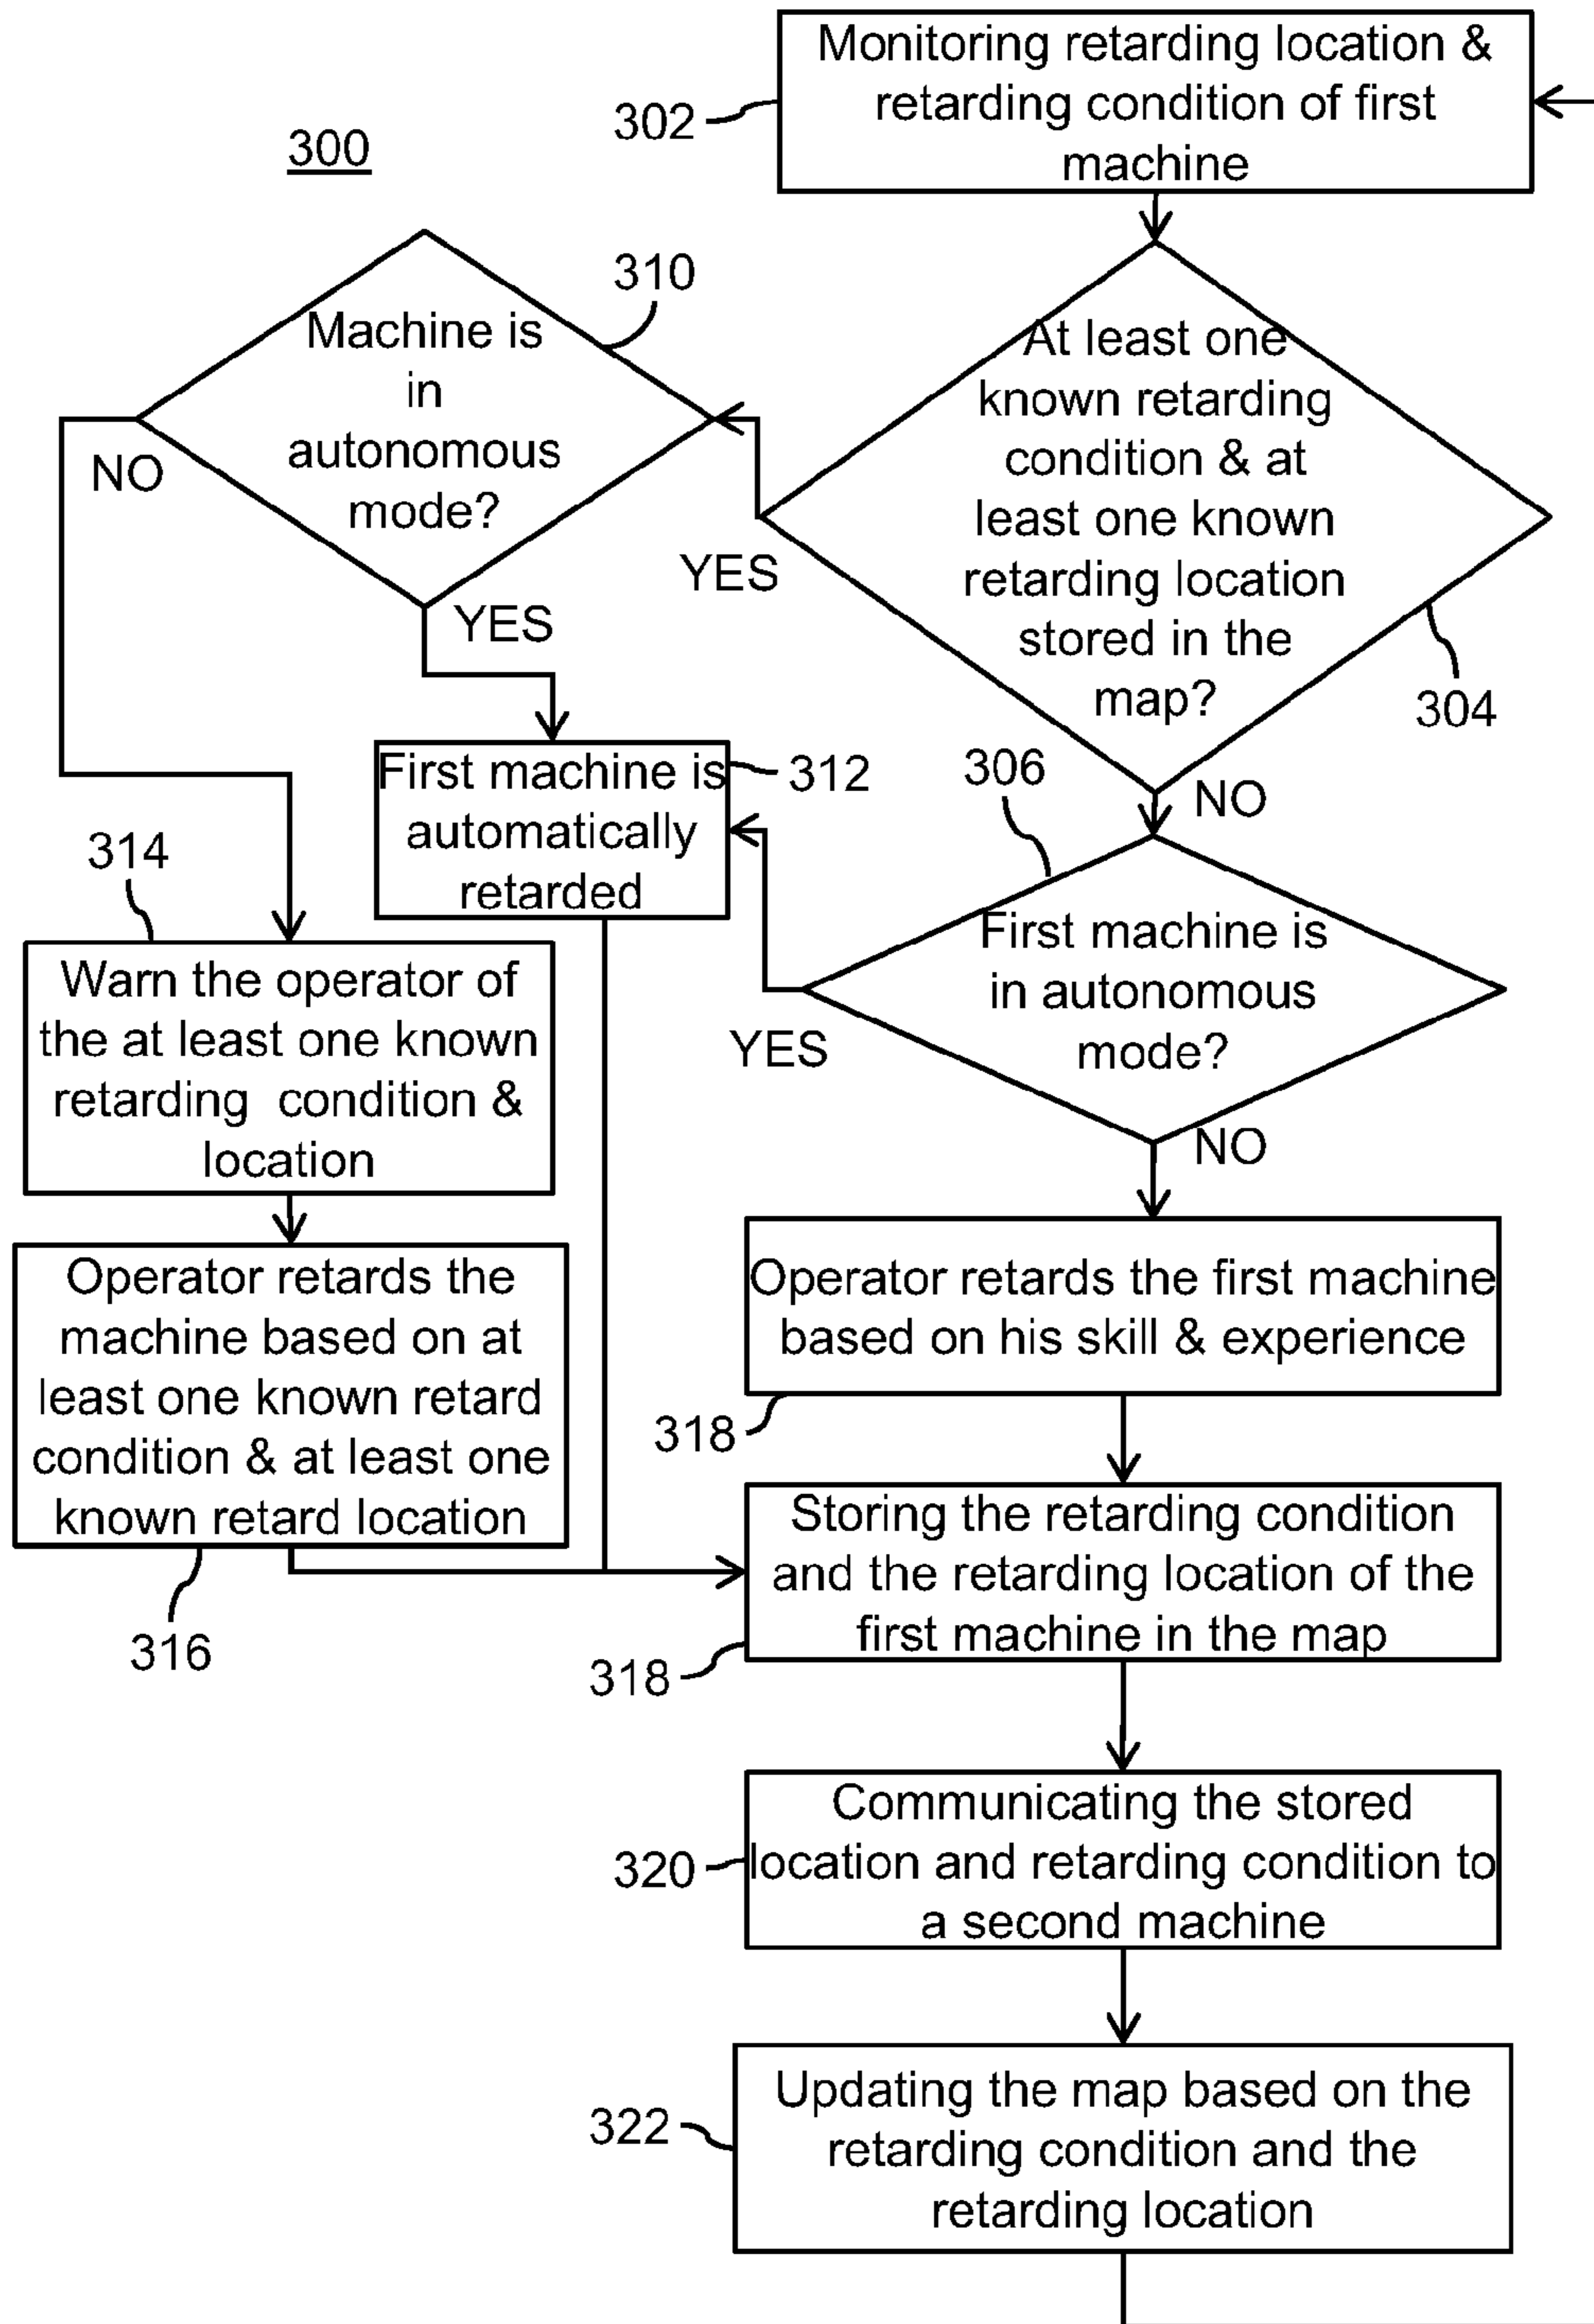 300
302
Monitoring retarding location &
retarding condition of first
machine
At least one
known retarding
condition & at
least one known
retarding location
stored in the
map?
304
YES
NO
310
Machine is
in
autonomous
mode?
NO
YES
First machine is
automatically
retarded
312
306
First machine is
in autonomous
mode?
YES
NO
314
Warn the operator of
the at least one known
retarding condition &
location
Operator retards the
machine based on at
least one known retard
condition & at least one
known retard location
316
Operator retards the first machine
based on his skill & experience
318
Storing the retarding condition
and the retarding location of the
first machine in the map
318
Communicating the stored
location and retarding condition to
a second machine
320
Updating the map based on the
retarding condition and the
retarding location
322